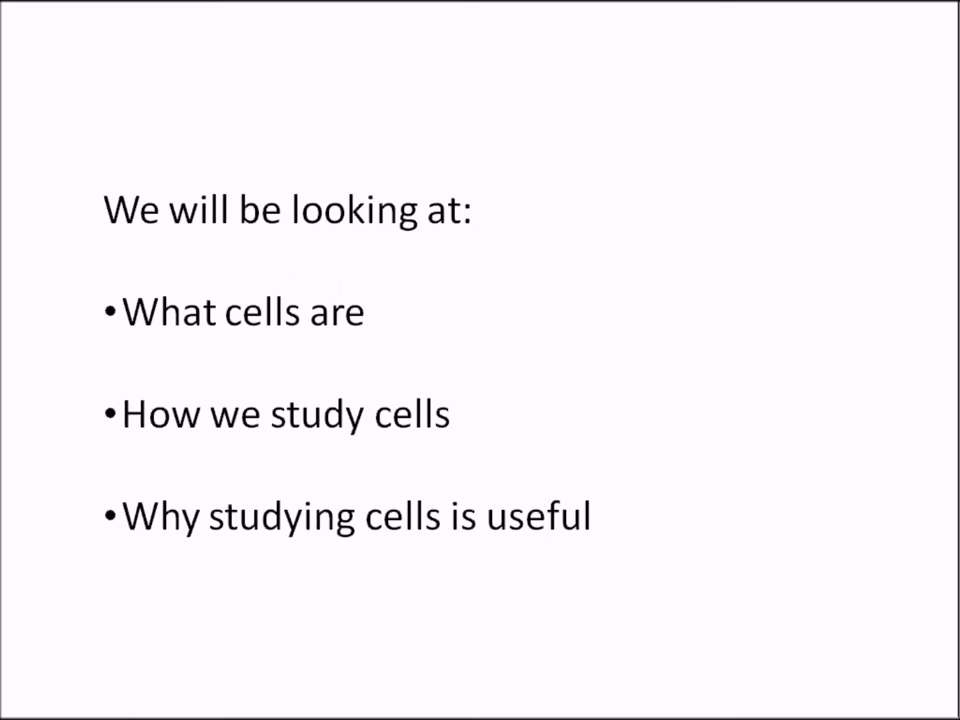 We will be looking at:
•What cells are
•How we study cells
•Why studying cells is useful